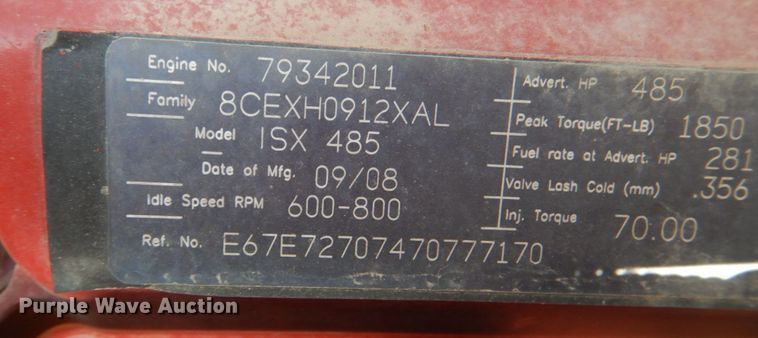 Engine No. 79342011
Family 8CEXH0912XAL
Model ISX 485
Date of Mfg. 09/08
Idle Speed RPM 600-800
Ref. No. E67E72707470777170
Advert. HP 485
Peak Torque(FT-LB) 1850
Fuel rate at Advert. HP 281
Valve Lash Cold (mm) .356
Inj. Torque 70.00
Purple Wave Auction